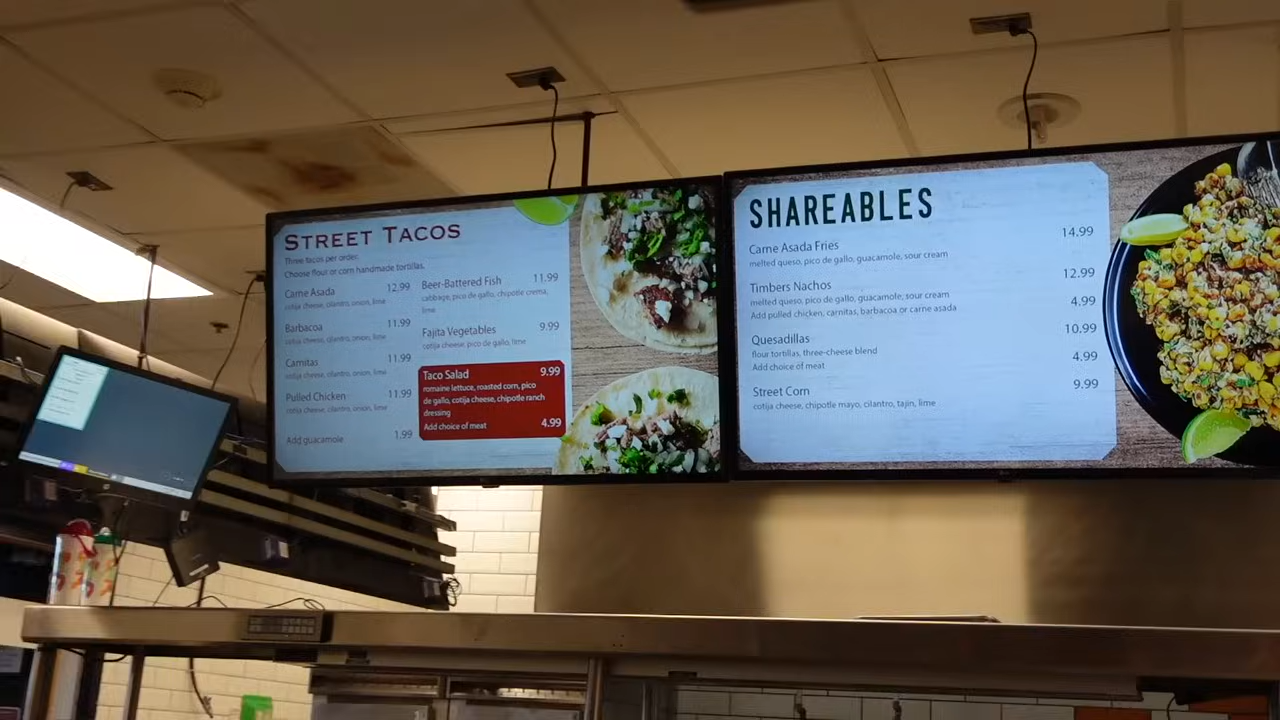 STREET TACOS
Three tacos per order.
Choose flour or corn handmade tortillas.
Carne Asada 12.99
cotija cheese, cilantro, onion, lime
Barbacoa 11.99
cotija cheese, cilantro, onion, lime
Carnitas 11.99
cotija cheese, cilantro, onion, lime
Pulled Chicken 11.99
cotija cheese, cilantro, onion, lime
Add guacamole 1.99
Beer-Battered Fish 11.99
cabbage, pico de gallo, chipotle crema,
lime
Fajita Vegetables 9.99
cotija cheese, pico de gallo, lime
Taco Salad 9.99
romaine lettuce, roasted corn, pico
de gallo, cotija cheese, chipotle ranch
dressing
Add choice of meat 4.99
SHAREABLES
Carne Asada Fries 14.99
melted queso, pico de gallo, guacamole, sour cream
Timbers Nachos 12.99
melted queso, pico de gallo, guacamole, sour cream
Add pulled chicken, carnitas, barbacoa or carne asada 4.99
Quesadillas 10.99
flour tortillas, three-cheese blend
Add choice of meat 4.99
Street Corn 9.99
cotija cheese, chipotle mayo, cilantro, tajin, lime